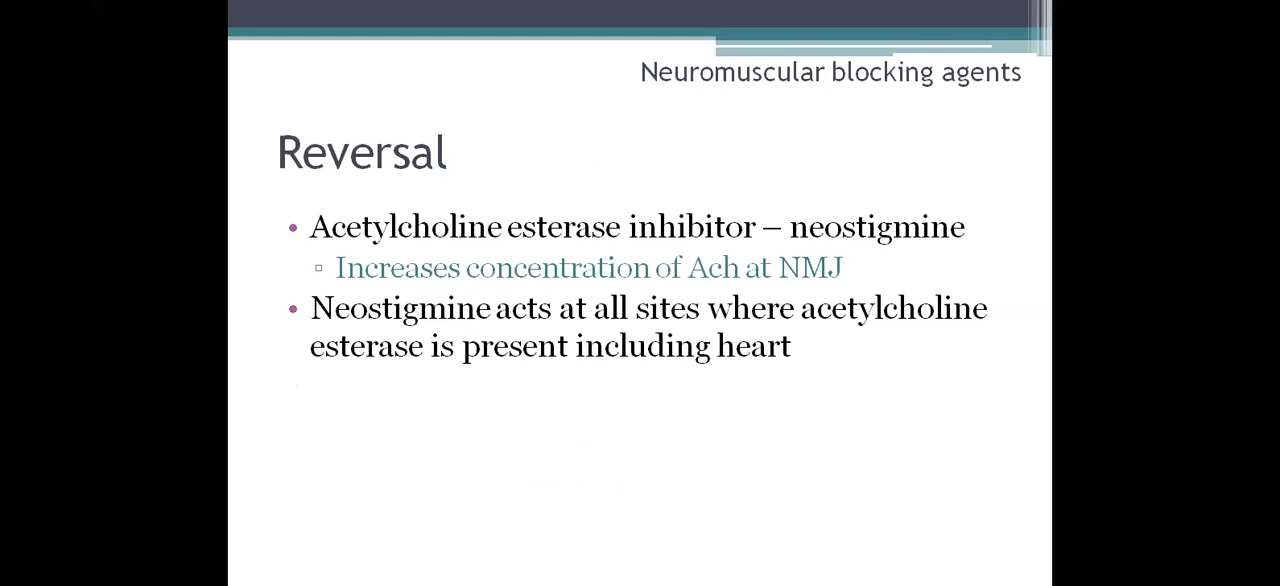 Neuromuscular blocking agents
Reversal
• Acetylcholine esterase inhibitor – neostigmine
▫ Increases concentration of Ach at NMJ
• Neostigmine acts at all sites where acetylcholine
esterase is present including heart